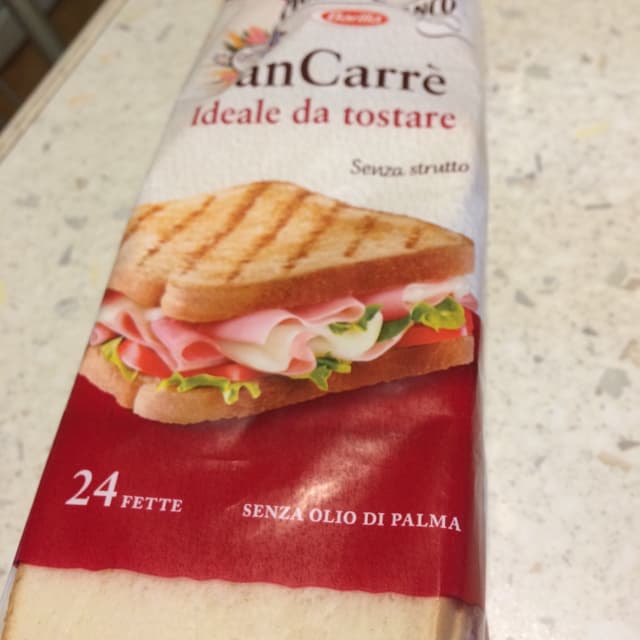 Barilla
anCarrè
Ideale da tostare
Senza strutto
24 FETTE
SENZA OLIO DI PALMA